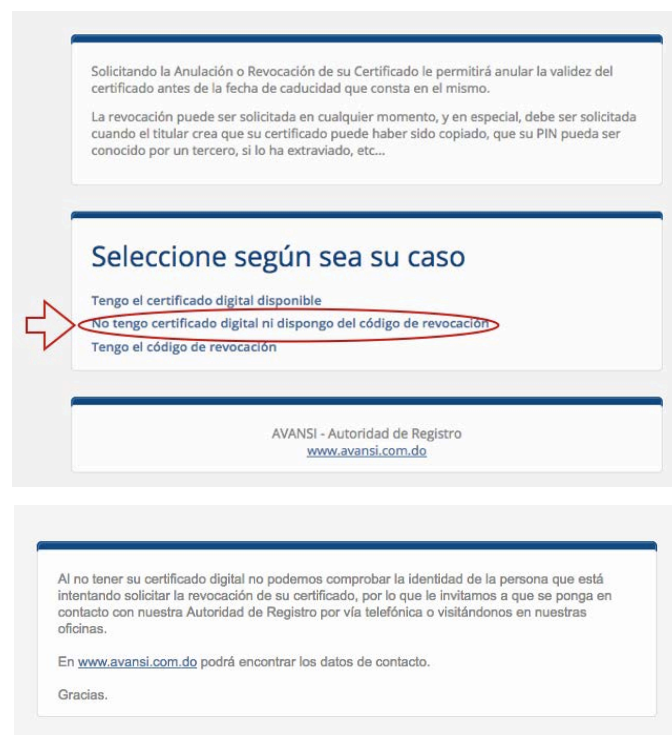 Solicitando la Anulación o Revocación de su Certificado le permitirá anular la validez del
certificado antes de la fecha de caducidad que consta en el mismo.
La revocación puede ser solicitada en cualquier momento, y en especial, debe ser solicitada
cuando el titular crea que su certificado puede haber sido copiado, que su PIN pueda ser
conocido por un tercero, si lo ha extraviado, etc...
Seleccione según sea su caso
Tengo el certificado digital disponible
No tengo certificado digital ni dispongo del código de revocación
Tengo el código de revocación
AVANSI - Autoridad de Registro
www.avansi.com.do
Al no tener su certificado digital no podemos comprobar la identidad de la persona que está
intentando solicitar la revocación de su certificado, por lo que le invitamos a que se ponga en
contacto con nuestra Autoridad de Registro por vía telefónica o visitándonos en nuestras
oficinas.
En www.avansi.com.do podrá encontrar los datos de contacto.
Gracias.